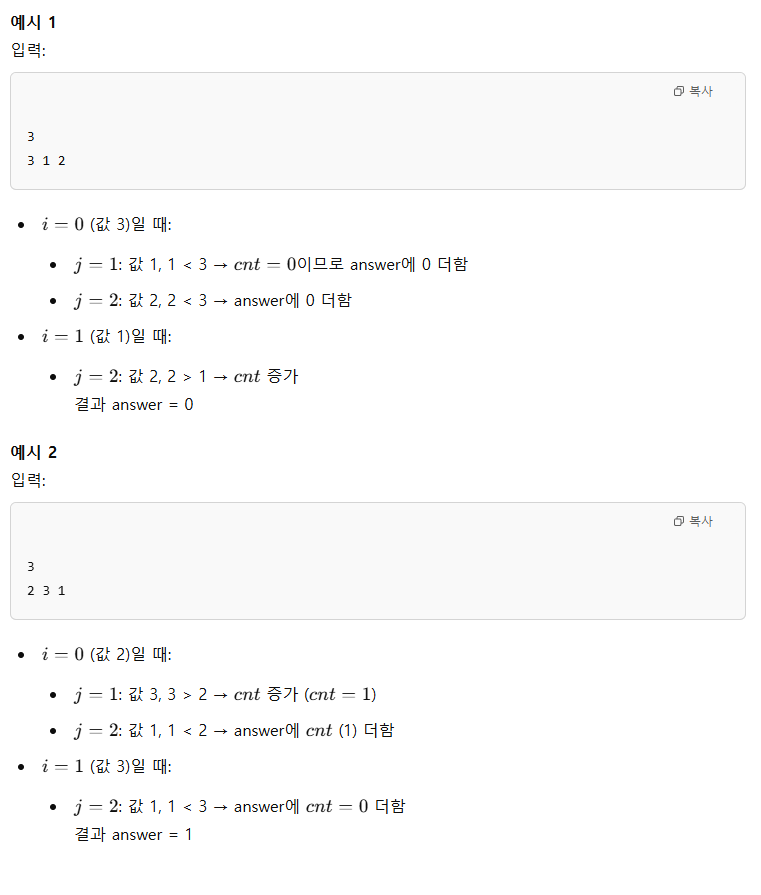 예시 1
입력:
복사
3
3 1 2
i = 0 (값 3)일 때:
j = 1: 값 1, 1 < 3 → cnt = 0이므로 answer에 0 더함
j = 2: 값 2, 2 < 3 → answer에 0 더함
i = 1 (값 1)일 때:
j = 2: 값 2, 2 > 1 → cnt 증가
결과 answer = 0
예시 2
입력:
복사
3
2 3 1
i = 0 (값 2)일 때:
j = 1: 값 3, 3 > 2 → cnt 증가 (cnt = 1)
j = 2: 값 1, 1 < 2 → answer에 cnt (1) 더함
i = 1 (값 3)일 때:
j = 2: 값 1, 1 < 3 → answer에 cnt = 0 더함
결과 answer = 1